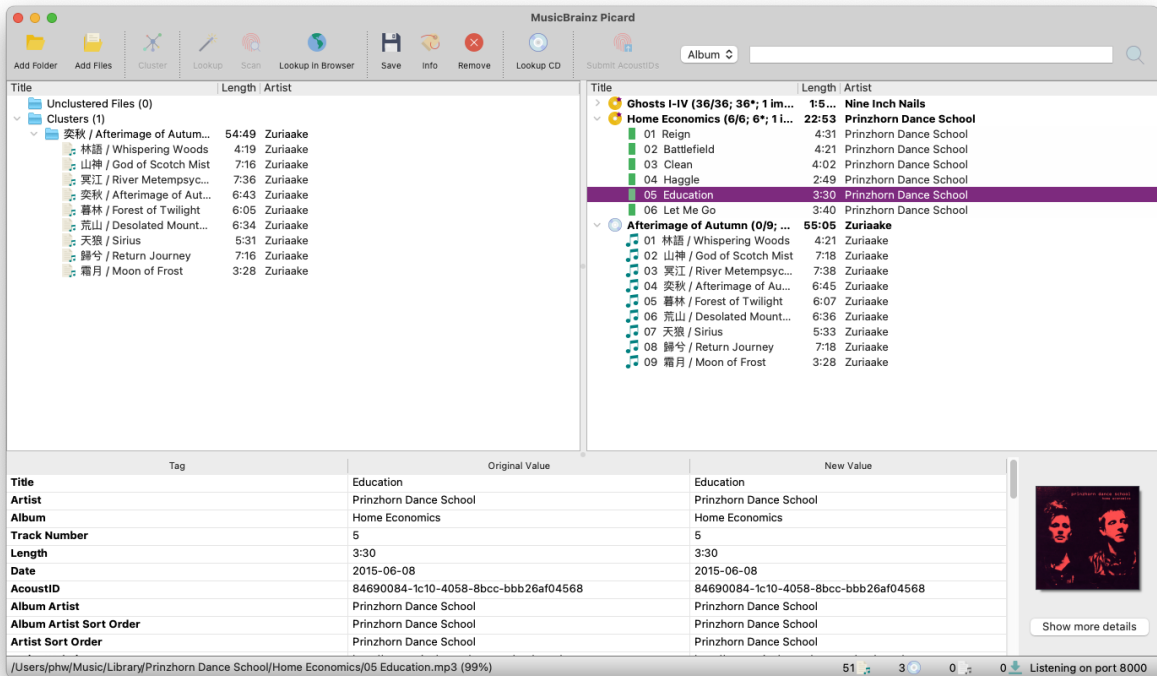 MusicBrainz Picard
Add Folder Add Files Cluster Lookup Scan Lookup in Browser Save Info Remove Lookup CD Submit AcoustIDs Album
Title Length Artist
Unclustered Files (0)
Clusters (1)
奕秋 / Afterimage of Autum... 54:49 Zuriaake
林語 / Whispering Woods 4:19 Zuriaake
山神 / God of Scotch Mist 7:16 Zuriaake
冥江 / River Metempsyc... 7:36 Zuriaake
奕秋 / Afterimage of Aut... 6:43 Zuriaake
暮林 / Forest of Twilight 6:05 Zuriaake
荒山 / Desolated Mount... 6:34 Zuriaake
天狼 / Sirius 5:31 Zuriaake
歸兮 / Return Journey 7:16 Zuriaake
霜月 / Moon of Frost 3:28 Zuriaake
Title Length Artist
Ghosts I-IV (36/36; 36*; 1 im... 1:5... Nine Inch Nails
Home Economics (6/6; 6*; 1 i... 22:53 Prinzhorn Dance School
01 Reign 4:31 Prinzhorn Dance School
02 Battlefield 4:21 Prinzhorn Dance School
03 Clean 4:02 Prinzhorn Dance School
04 Haggle 2:49 Prinzhorn Dance School
05 Education 3:30 Prinzhorn Dance School
06 Let Me Go 3:40 Prinzhorn Dance School
Afterimage of Autumn (0/9; ... 55:05 Zuriaake
01 林語 / Whispering Woods 4:21 Zuriaake
02 山神 / God of Scotch Mist 7:18 Zuriaake
03 冥江 / River Metempsyc... 7:38 Zuriaake
04 奕秋 / Afterimage of Au... 6:45 Zuriaake
05 暮林 / Forest of Twilight 6:07 Zuriaake
06 荒山 / Desolated Mount... 6:36 Zuriaake
07 天狼 / Sirius 5:33 Zuriaake
08 歸兮 / Return Journey 7:18 Zuriaake
09 霜月 / Moon of Frost 3:28 Zuriaake
Tag Original Value New Value
Title Education Education
Artist Prinzhorn Dance School Prinzhorn Dance School
Album Home Economics Home Economics
Track Number 5 5
Length 3:30 3:30
Date 2015-06-08 2015-06-08
AcoustID 84690084-1c10-4058-8bcc-bbb26af04568 84690084-1c10-4058-8bcc-bbb26af04568
Album Artist Prinzhorn Dance School Prinzhorn Dance School
Album Artist Sort Order Prinzhorn Dance School Prinzhorn Dance School
Artist Sort Order Prinzhorn Dance School Prinzhorn Dance School
prinzhorn dance school
home economics
Show more details
/Users/phw/Music/Library/Prinzhorn Dance School/Home Economics/05 Education.mp3 (99%) 51 3 0 0 Listening on port 8000